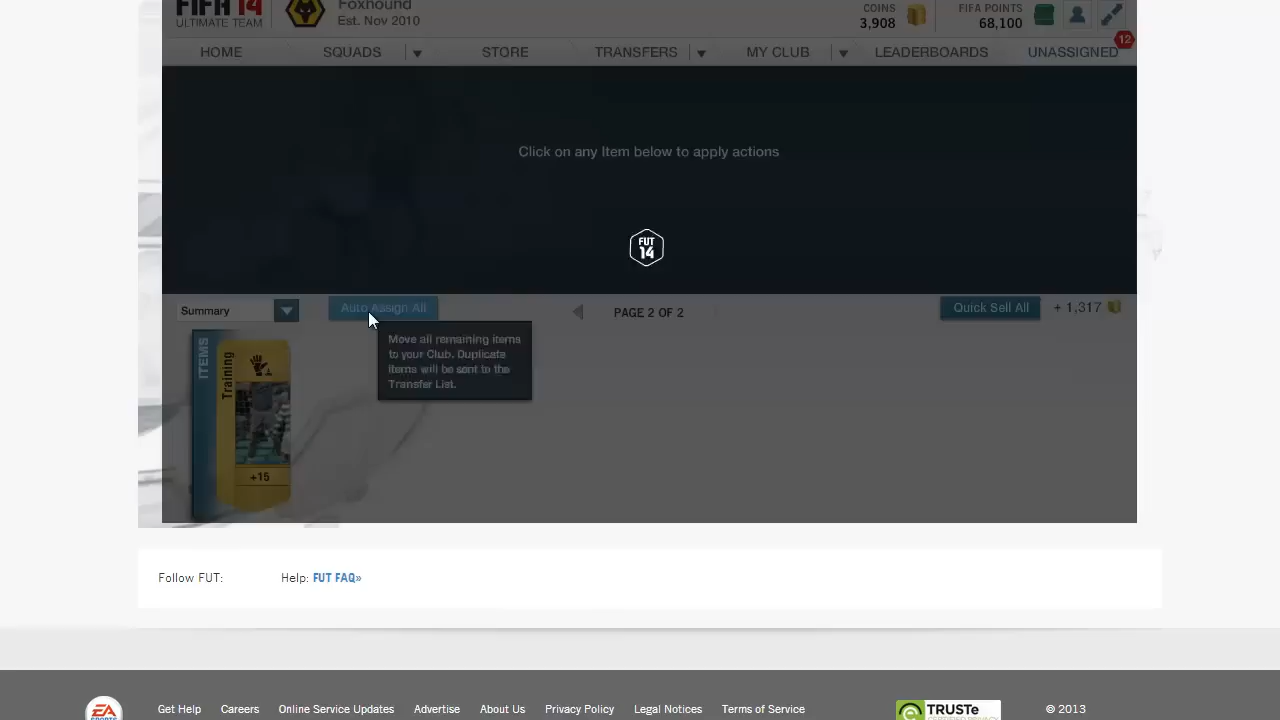 FIFA 14
ULTIMATE TEAM
Foxhound
Est. Nov 2010
COINS
3,908
FIFA POINTS
68,100
HOME
SQUADS
STORE
TRANSFERS
MY CLUB
LEADERBOARDS
UNASSIGNED
12
Click on any Item below to apply actions
FUT
14
Summary
Auto Assign All
PAGE 2 OF 2
Quick Sell All
+ 1,317
Move all remaining items
to your Club. Duplicate
items will be sent to the
Transfer List.
ITEMS
Training
+15
Follow FUT:
Help: FUT FAQ»
EA
SPORTS
Get Help
Careers
Online Service Updates
Advertise
About Us
Privacy Policy
Legal Notices
Terms of Service
TRUSTe
CERTIFIED PRIVACY
© 2013